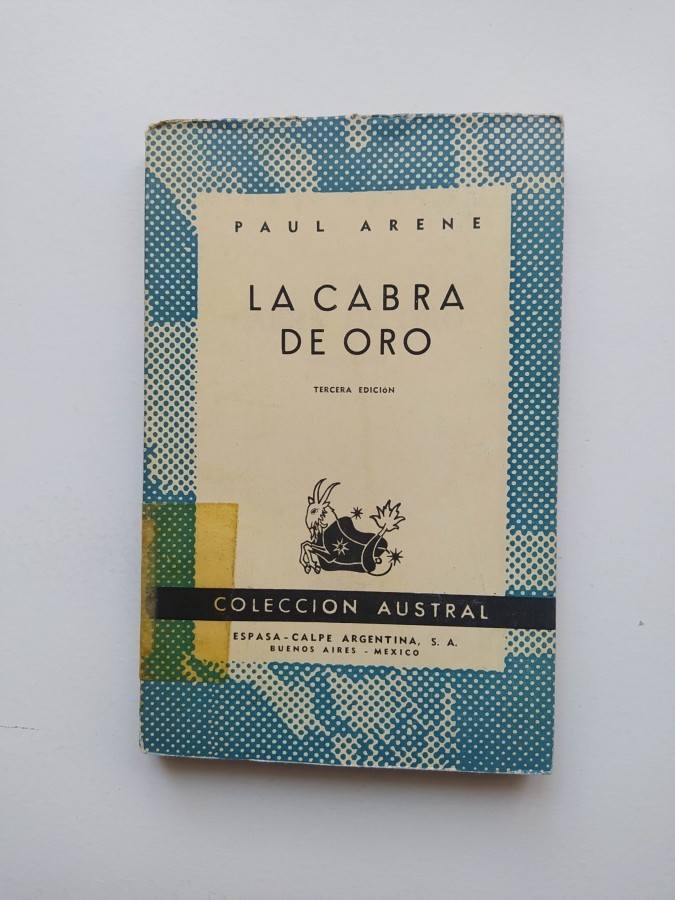 PAUL ARENE
LA CABRA
DE ORO
TERCERA EDICIÓN
COLECCION AUSTRAL
ESPASA-CALPE ARGENTINA, S. A.
BUENOS AIRES - MEXICO